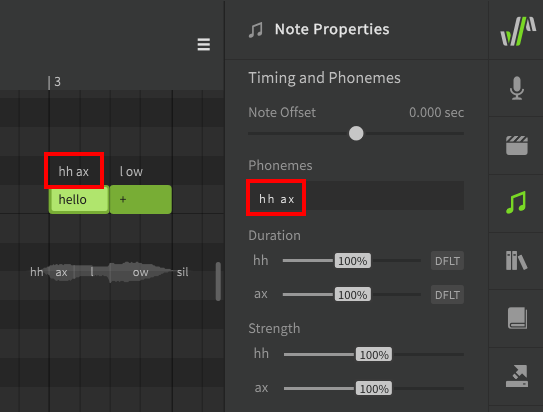 | 3
hh ax
l ow
hello
+
hh
ax
l
ow
sil
Note Properties
Timing and Phonemes
Note Offset 0.000 sec
Phonemes
hh ax
Duration
hh 100% DFLT
ax 100% DFLT
Strength
hh 100%
ax 100%